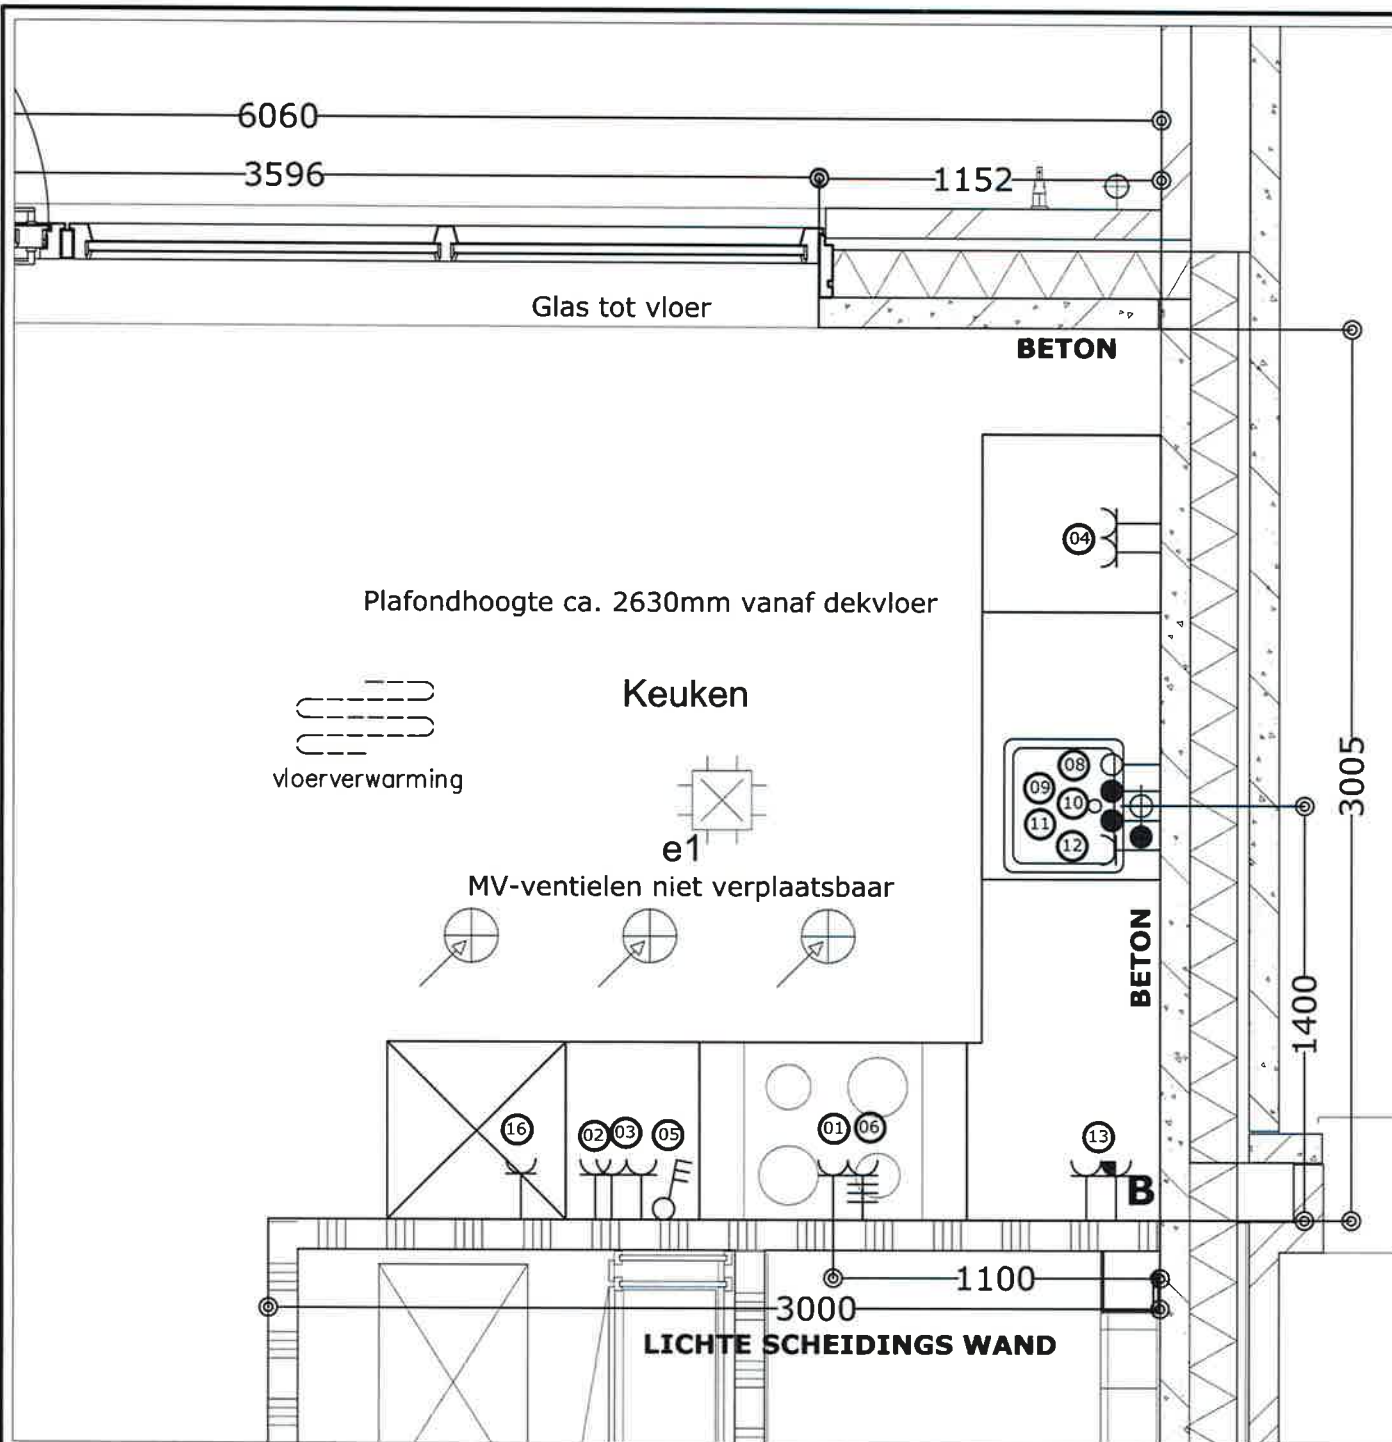 6060
3596
1152
Glas tot vloer
BETON
04
Plafondhoogte ca. 2630mm vanaf dekvloer
Keuken
vloerverwarming
08
09
10
11
12
3005
e1
MV-ventielen niet verplaatsbaar
BETON
1400
16
02
03
05
01
06
13
B
1100
3000
LICHTE SCHEIDINGS WAND